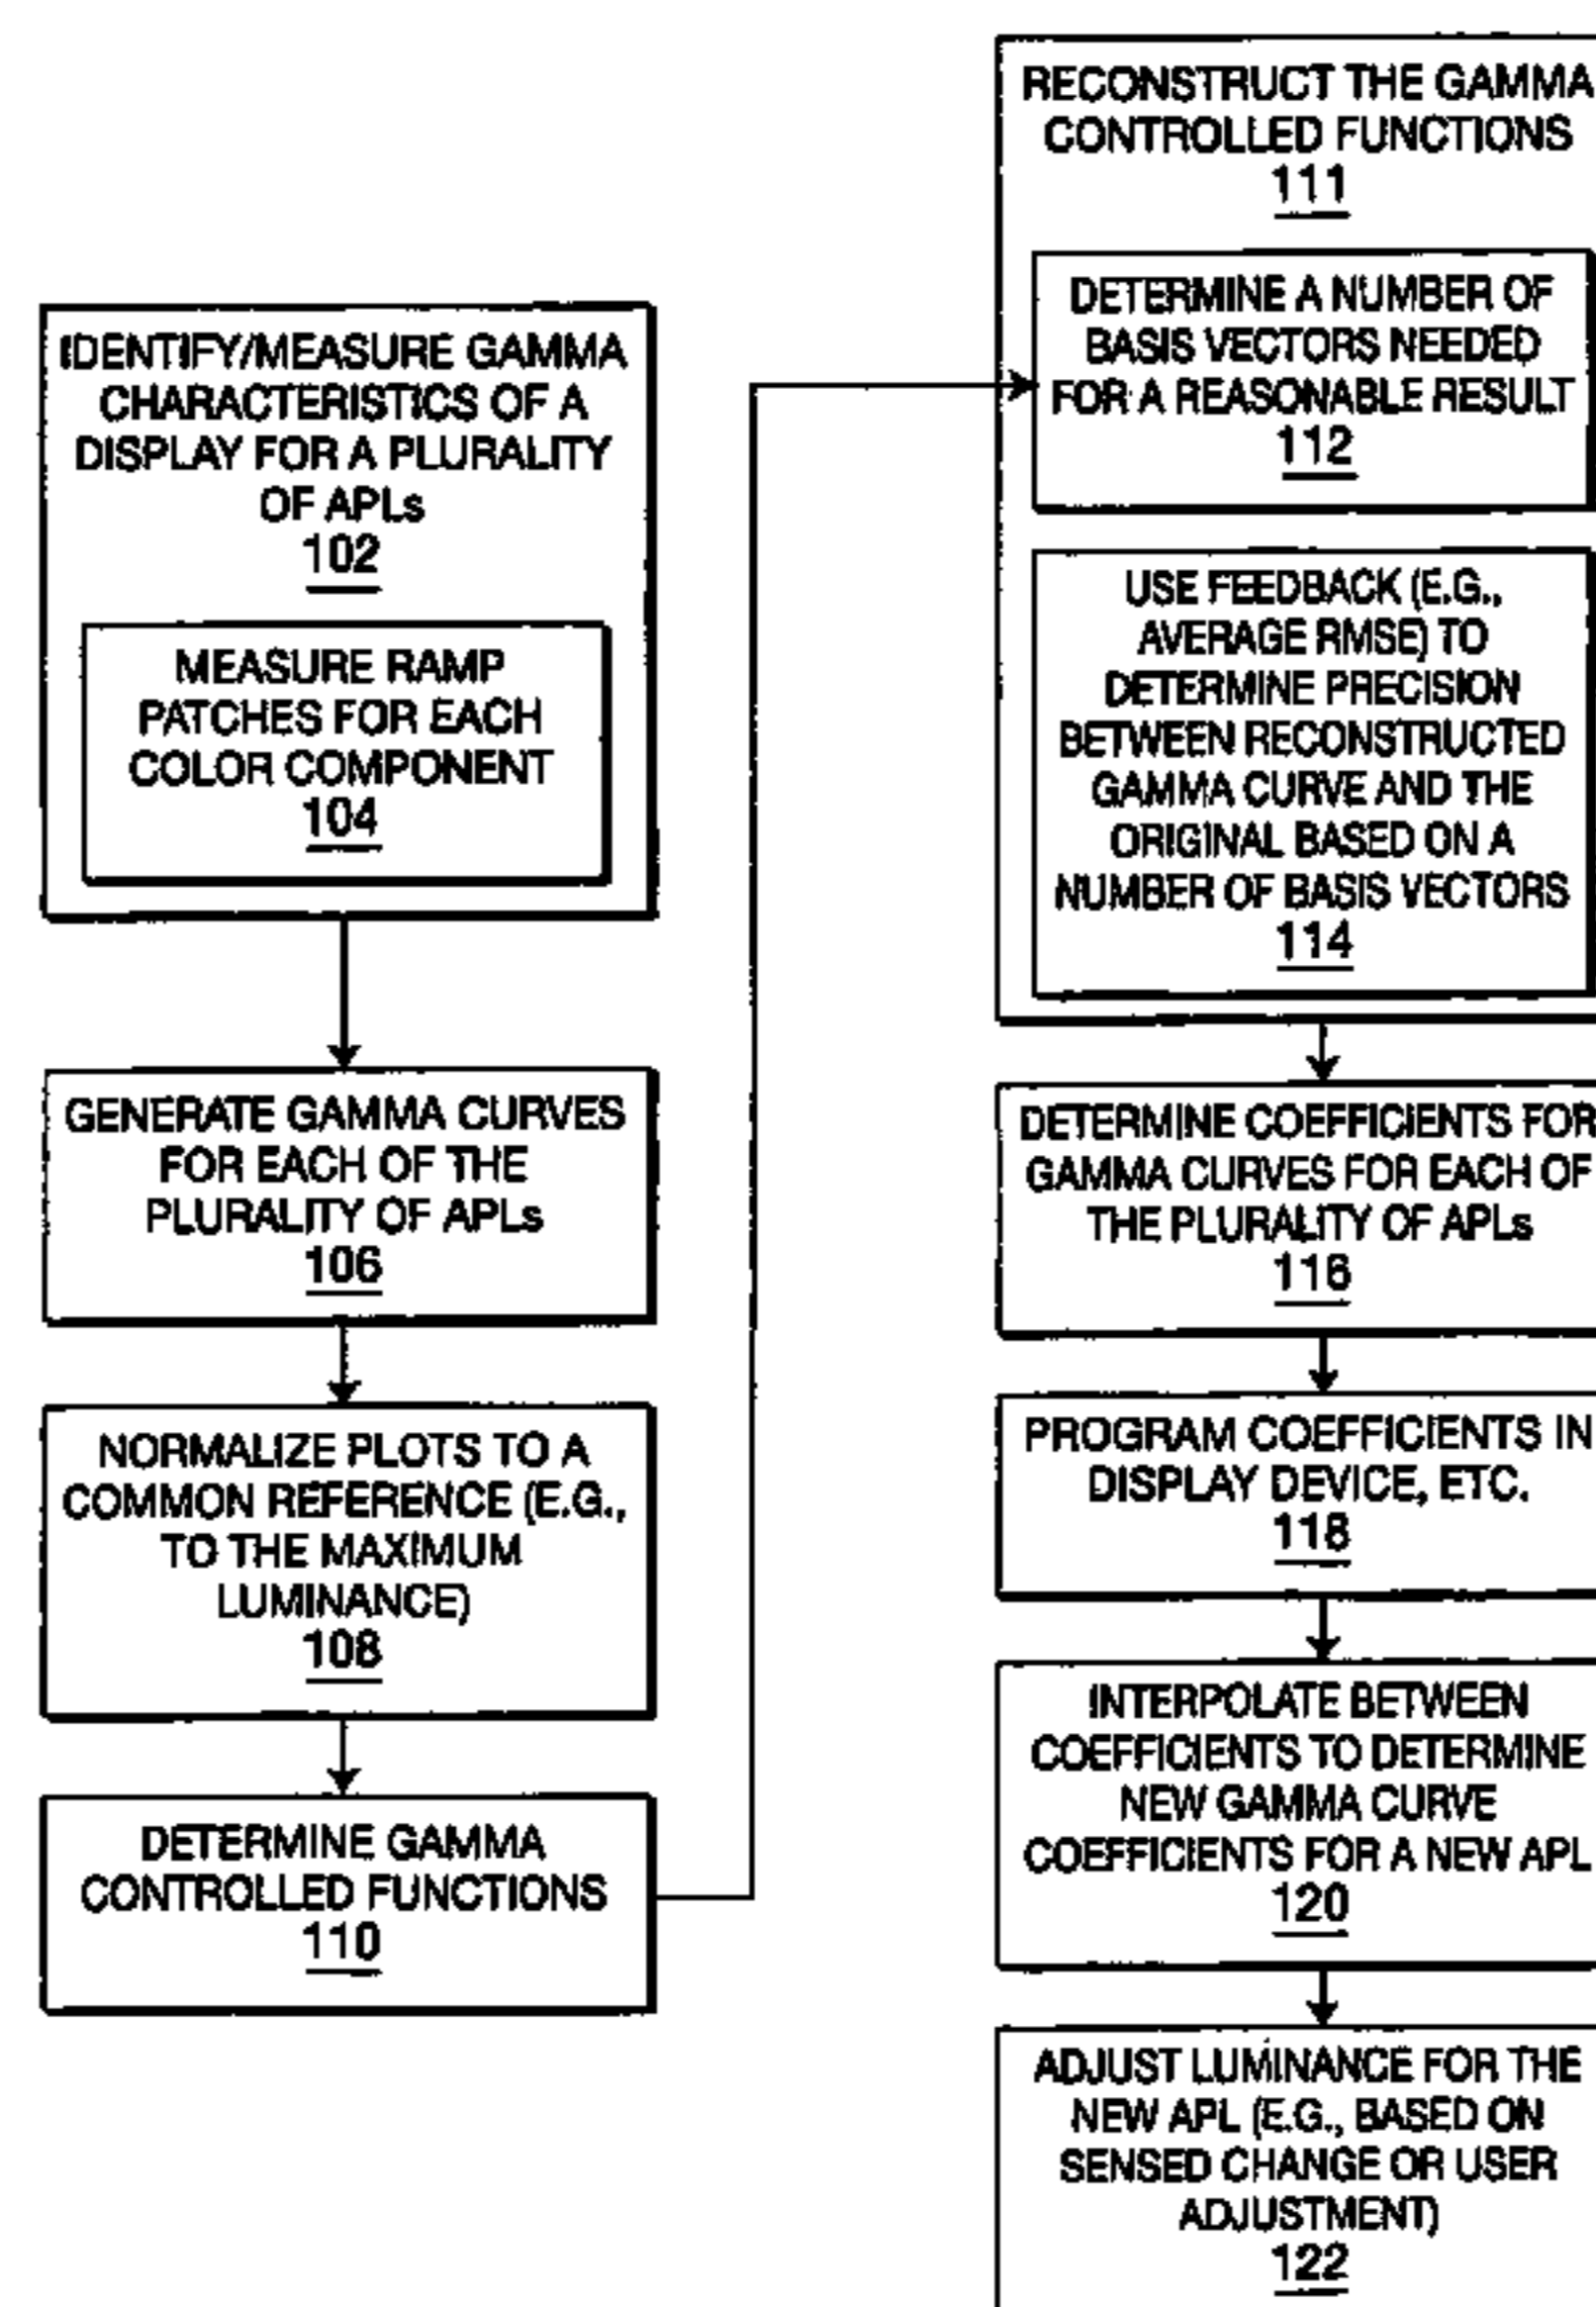 IDENTIFY/MEASURE GAMMA
CHARACTERISTICS OF A
DISPLAY FOR A PLURALITY
OF APLs
102
MEASURE RAMP
PATCHES FOR EACH
COLOR COMPONENT
104
GENERATE GAMMA CURVES
FOR EACH OF THE
PLURALITY OF APLs
106
NORMALIZE PLOTS TO A
COMMON REFERENCE (E.G.,
TO THE MAXIMUM
LUMINANCE)
108
DETERMINE GAMMA
CONTROLLED FUNCTIONS
110
RECONSTRUCT THE GAMMA
CONTROLLED FUNCTIONS
111
DETERMINE A NUMBER OF
BASIS VECTORS NEEDED
FOR A REASONABLE RESULT
112
USE FEEDBACK (E.G.,
AVERAGE RMSE) TO
DETERMINE PRECISION
BETWEEN RECONSTRUCTED
GAMMA CURVE AND THE
ORIGINAL BASED ON A
NUMBER OF BASIS VECTORS
114
DETERMINE COEFFICIENTS FOR
GAMMA CURVES FOR EACH OF
THE PLURALITY OF APLs
116
PROGRAM COEFFICIENTS IN
DISPLAY DEVICE, ETC.
118
INTERPOLATE BETWEEN
COEFFICIENTS TO DETERMINE
NEW GAMMA CURVE
COEFFICIENTS FOR A NEW APL
120
ADJUST LUMINANCE FOR THE
NEW APL (E.G., BASED ON
SENSED CHANGE OR USER
ADJUSTMENT)
122